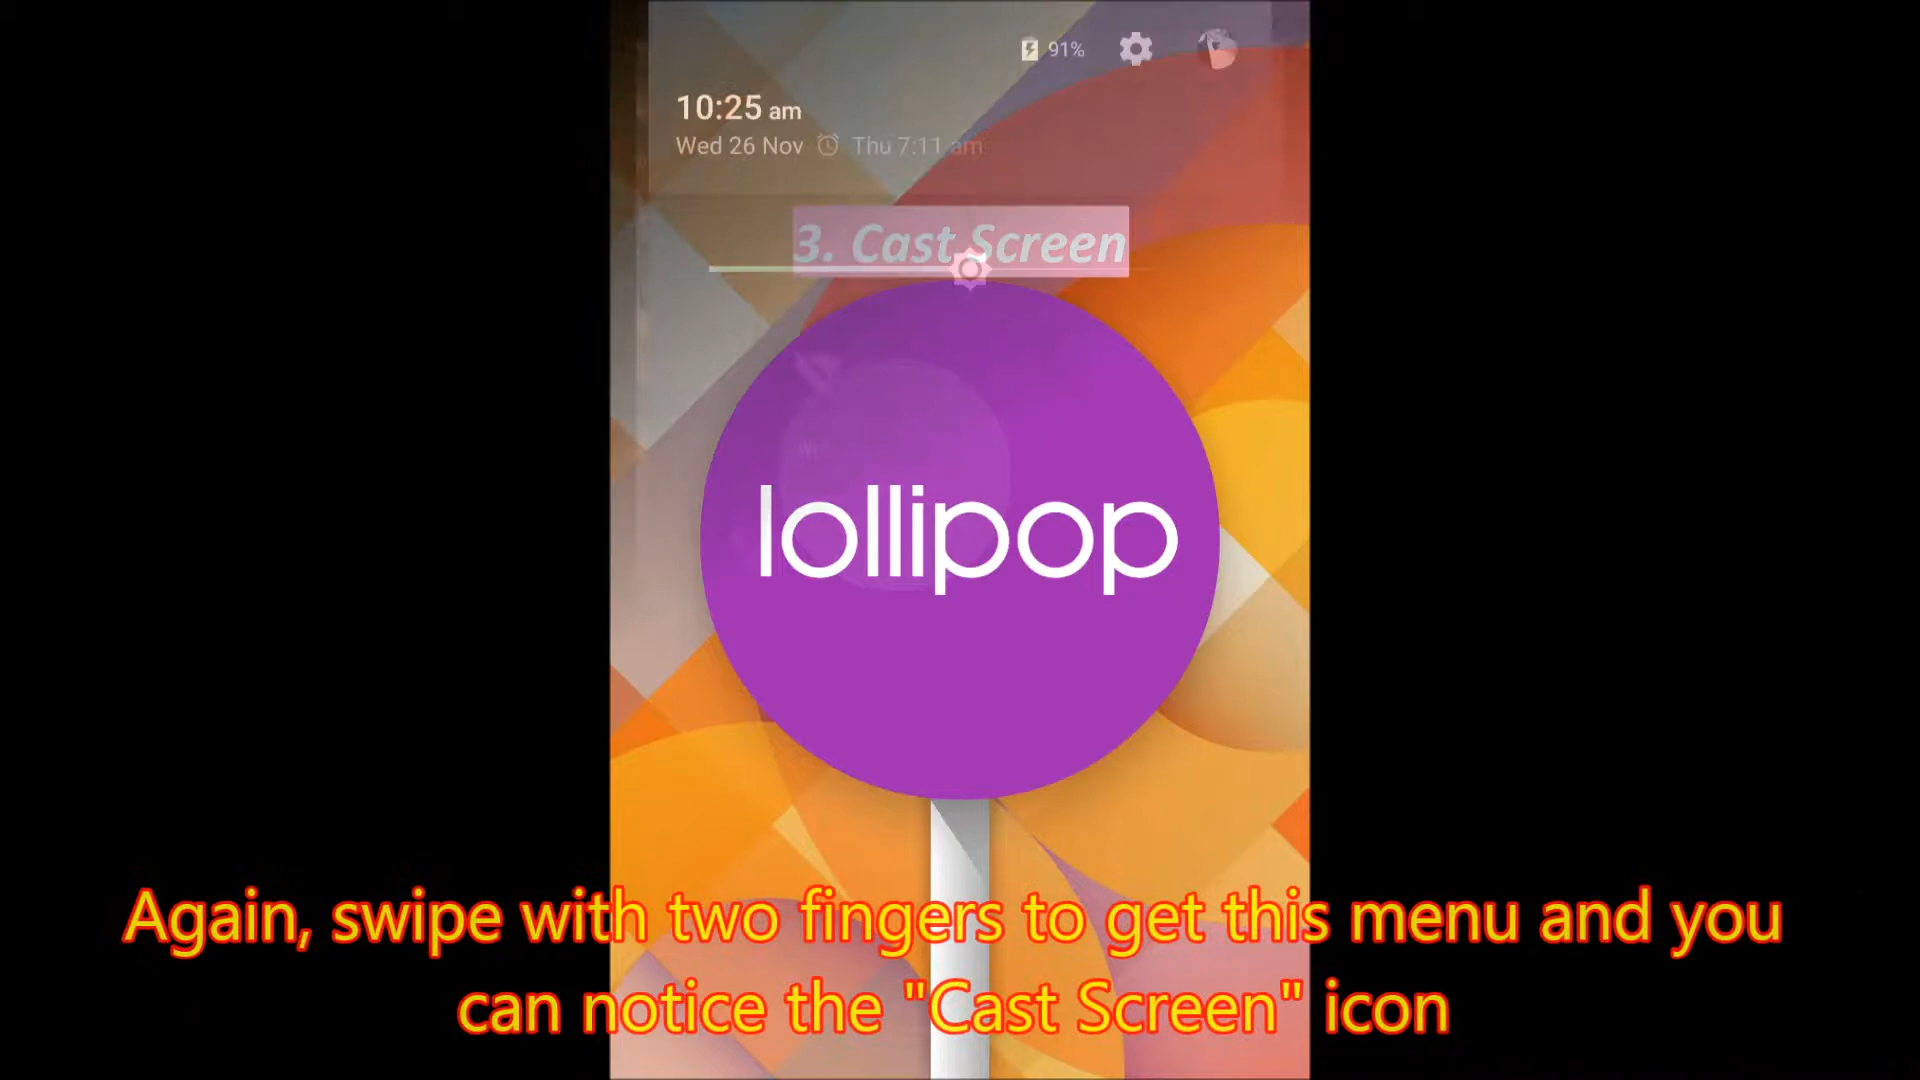 91%
10:25 am
Wed 26 Nov Thu 7:11 am
3. Cast Screen
lollipop
Again, swipe with two fingers to get this menu and you
can notice the "Cast Screen" icon